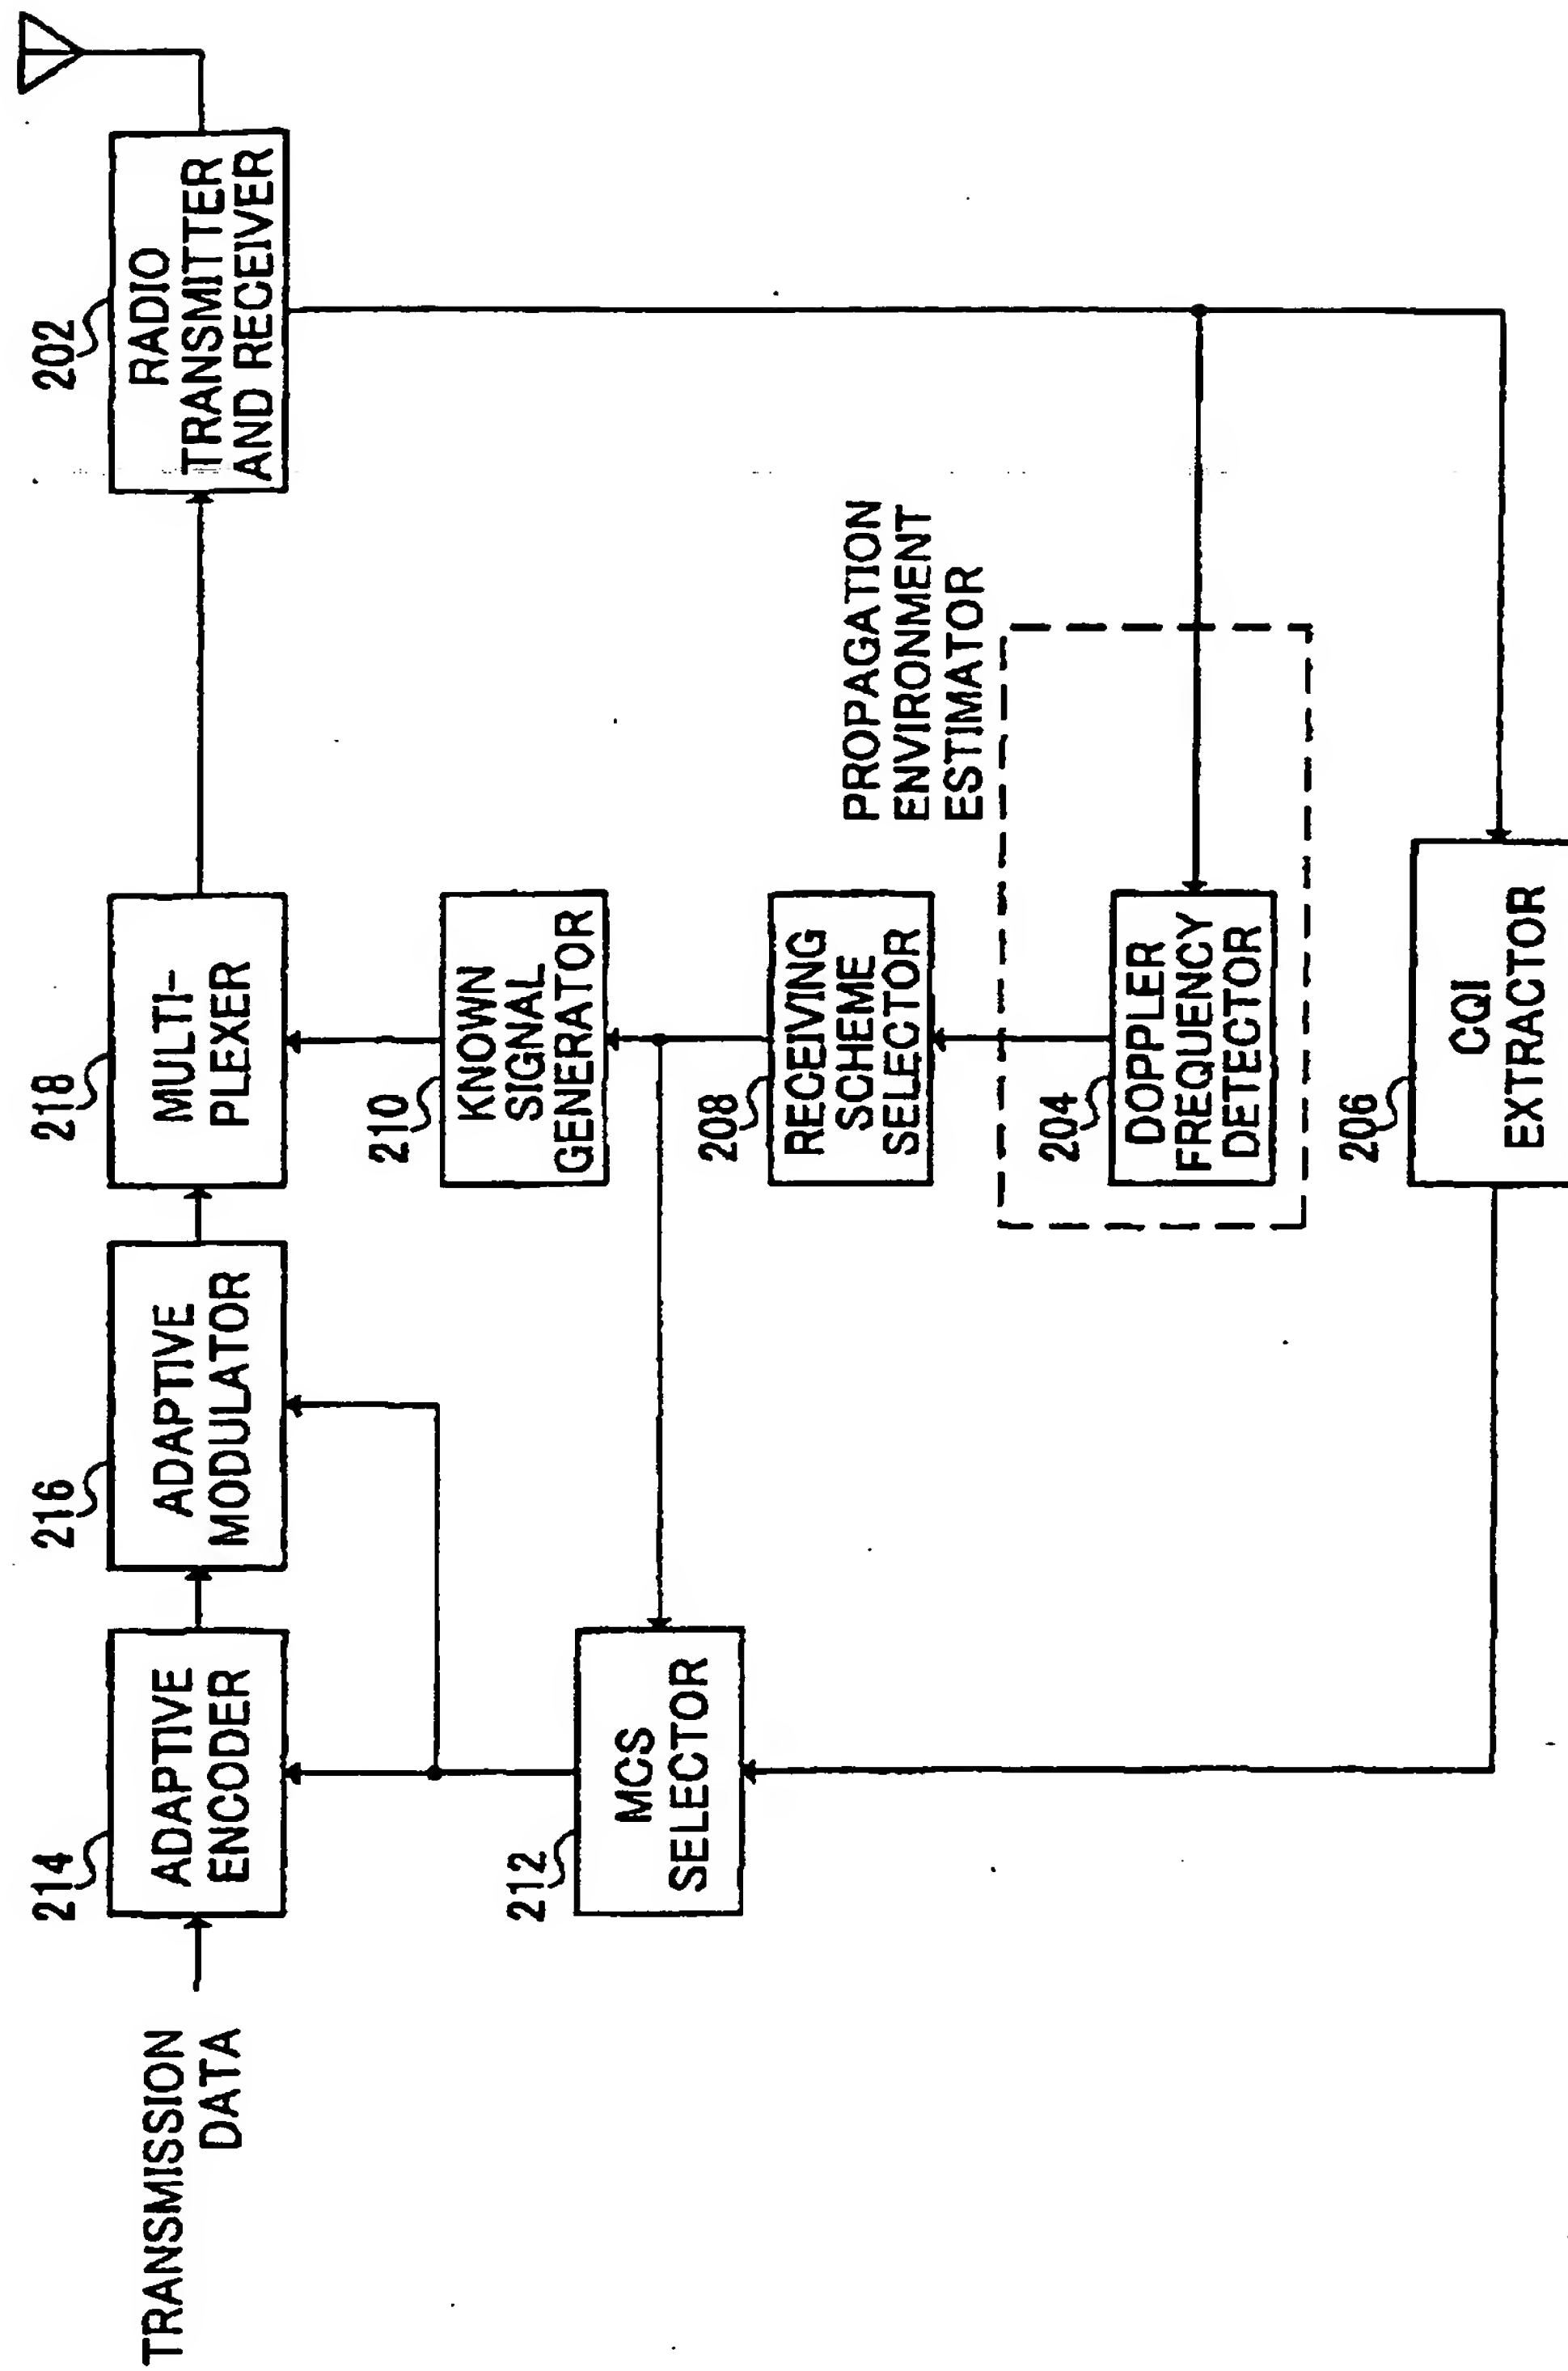 TRANSMISSION
DATA
214
ADAPTIVE
ENCODER
216
ADAPTIVE
MODULATOR
218
MULTI-
PLEXER
202
RADIO
TRANSMITTER
AND RECEIVER
210
KNOWN
SIGNAL
GENERATOR
212
MCS
SELECTOR
208
RECEIVING
SCHEME
SELECTOR
PROPAGATION
ENVIRONMENT
ESTIMATOR
204
DOPPLER
FREQUENCY
DETECTOR
206
CQI
EXTRACTOR